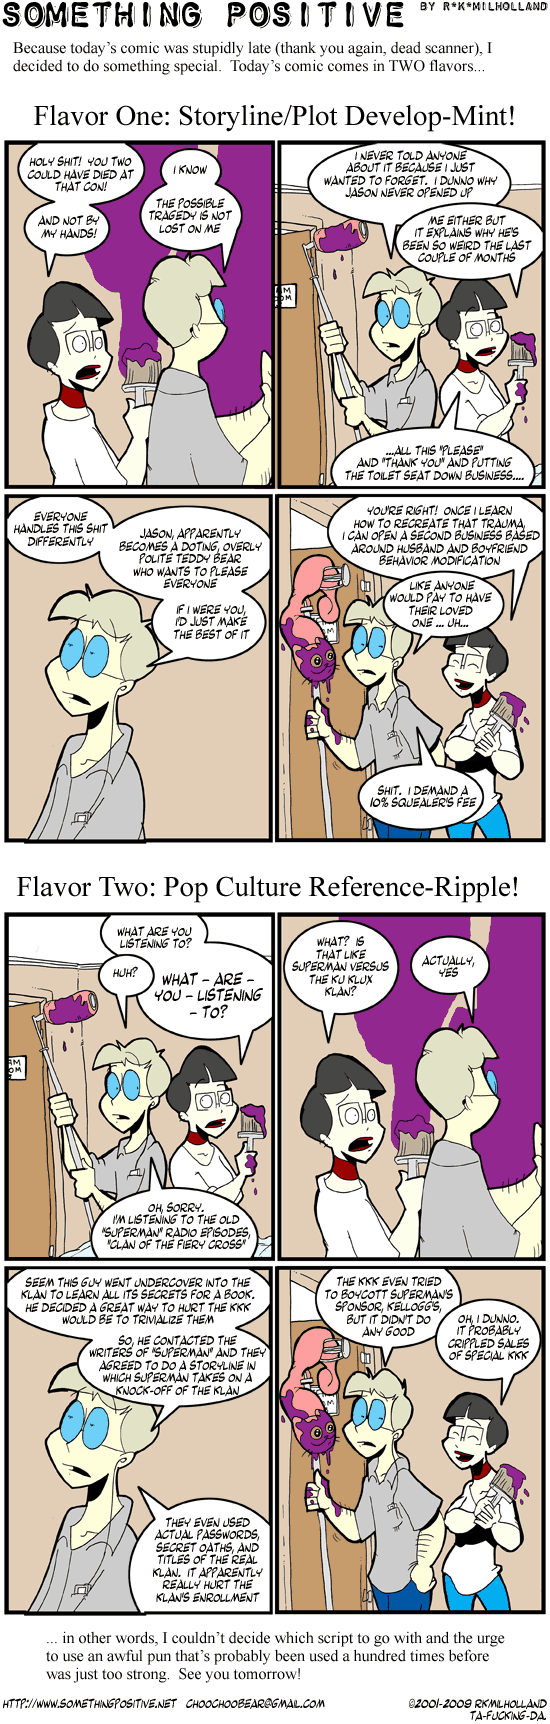 SOMETHING POSITIVE BY R*K*MILHOLLAND
Because today's comic was stupidly late (thank you again, dead scanner), I
decided to do something special. Today's comic comes in TWO flavors...
Flavor One: Storyline/Plot Develop-Mint!
HOLY SHIT! YOU TWO
COULD HAVE DIED AT
THAT CON!
AND NOT BY
MY HANDS!
I KNOW
THE POSSIBLE
TRAGEDY IS NOT
LOST ON ME
I NEVER TOLD ANYONE
ABOUT IT BECAUSE I JUST
WANTED TO FORGET. I DUNNO WHY
JASON NEVER OPENED UP
ME EITHER BUT
IT EXPLAINS WHY HE'S
BEEN SO WEIRD THE LAST
COUPLE OF MONTHS
AM
OOM
...ALL THIS "PLEASE"
AND "THANK YOU" AND PUTTING
THE TOILET SEAT DOWN BUSINESS....
EVERYONE
HANDLES THIS SHIT
DIFFERENTLY
JASON, APPARENTLY
BECOMES A DOTING, OVERLY
POLITE TEDDY BEAR
WHO WANTS TO PLEASE
EVERYONE
IF I WERE YOU,
I'D JUST MAKE
THE BEST OF IT
YOU'RE RIGHT! ONCE I LEARN
HOW TO RECREATE THAT TRAUMA,
I CAN OPEN A SECOND BUSINESS BASED
AROUND HUSBAND AND BOYFRIEND
BEHAVIOR MODIFICATION
LIKE ANYONE
WOULD PAY TO HAVE
THEIR LOVED
ONE ... UH...
SHIT. I DEMAND A
10% SQUEALER'S FEE
Flavor Two: Pop Culture Reference-Ripple!
WHAT ARE YOU
LISTENING TO?
HUH?
WHAT - ARE -
YOU - LISTENING
- TO?
AM
OOM
OH, SORRY.
I'M LISTENING TO THE OLD
"SUPERMAN" RADIO EPISODES,
"CLAN OF THE FIERY CROSS"
WHAT? IS
THAT LIKE
SUPERMAN VERSUS
THE KU KLUX
KLAN?
ACTUALLY,
YES
SEEM THIS GUY WENT UNDERCOVER INTO THE
KLAN TO LEARN ALL ITS SECRETS FOR A BOOK.
HE DECIDED A GREAT WAY TO HURT THE KKK
WOULD BE TO TRIVIALIZE THEM
SO, HE CONTACTED THE
WRITERS OF "SUPERMAN" AND THEY
AGREED TO DO A STORYLINE IN
WHICH SUPERMAN TAKES ON A
KNOCK-OFF OF THE KLAN
THEY EVEN USED
ACTUAL PASSWORDS,
SECRET OATHS, AND
TITLES OF THE REAL
KLAN. IT APPARENTLY
REALLY HURT THE
KLAN'S ENROLLMENT
THE KKK EVEN TRIED
TO BOYCOTT SUPERMAN'S
SPONSOR, KELLOGG'S,
BUT IT DIDN'T DO
ANY GOOD
OH, I DUNNO.
IT PROBABLY
CRIPPLED SALES
OF SPECIAL KKK
... in other words, I couldn't decide which script to go with and the urge
to use an awful pun that's probably been used a hundred times before
was just too strong. See you tomorrow!
HTTP://WWW.SOMETHINGPOSITIVE.NET CHOOCHOOBEAR@GMAIL.COM ©2001-2009 RKMILHOLLAND
TA-FUCKING-DA.